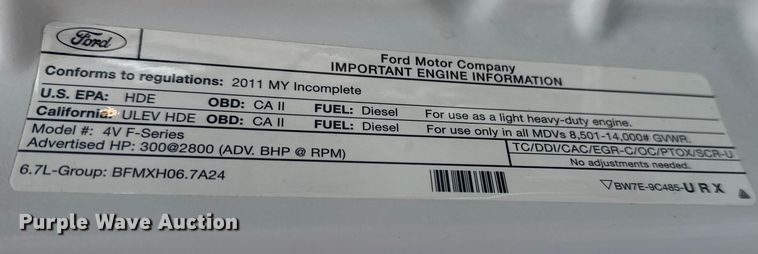 Ford
Ford Motor Company
IMPORTANT ENGINE INFORMATION
Conforms to regulations: 2011 MY Incomplete
U.S. EPA: HDE OBD: CA II FUEL: Diesel For use as a light heavy-duty engine.
California: ULEV HDE OBD: CA II FUEL: Diesel For use only in all MDVs 8,501-14,000# GVWR.
Model #: 4V F-Series
Advertised HP: 300@2800 (ADV. BHP @ RPM)
TC/DDI/CAC/EGR-C/OC/PTOX/SCR-U
No adjustments needed.
6.7L-Group: BFMXH06.7A24
BW7E-9C485-URX
Purple Wave Auction